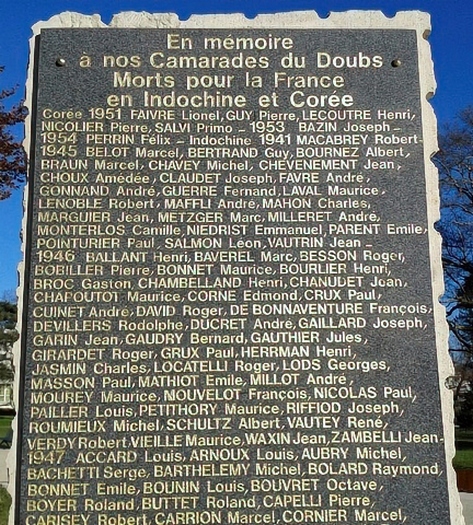 En mémoire
à nos Camarades du Doubs
Morts pour la France
en Indochine et Corée
Corée 1951 FAIVRE Lionel, GUY Pierre, LECOUTRE Henri,
NICOLIER Pierre, SALVI Primo - 1953 BAZIN Joseph -
1954 PERRIN Félix - Indochine 1941 MACABREY Robert -
1945 BELOT Marcel, BERTRAND Guy, BOURNEZ Albert,
BRAUN Marcel, CHAVEY Michel, CHEVENEMENT Jean,
CHOUX Amédée, CLAUDET Joseph, FAVRE André,
GONNAND André, GUERRE Fernand, LAVAL Maurice,
LENOBLE Robert, MAFFLI André, MAHON Charles,
MARGUIER Jean, METZGER Marc, MILLERET André,
MONTERLOS Camille, NIEDRIST Emmanuel, PARENT Emile,
POINTURIER Paul, SALMON Léon, VAUTRIN Jean -
1946 BALLANT Henri, BAVEREL Marc, BESSON Roger,
BOBILLER Pierre, BONNET Maurice, BOURLIER Henri,
BROC Gaston, CHAMBELLAND Henri, CHANUDET Jean,
CHAPOUTOT Maurice, CORNE Edmond, CRUX Paul,
CUINET André, DAVID Roger, DE BONNAVENTURE François,
DEVILLERS Rodolphe, DUCRET André, GAILLARD Joseph,
GARIN Jean, GAUDRY Bernard, GAUTHIER Jules,
GIRARDET Roger, GRUX Paul, HERRMAN Henri,
JASMIN Charles, LOCATELLI Roger, LODS Georges,
MASSON Paul, MATHIOT Emile, MILLOT André,
MOUREY Maurice, MOUVELOT François, NICOLAS Paul,
PAILLER Louis, PETITHORY Maurice, RIFFIOD Joseph,
ROUMIEUX Michel, SCHULTZ Albert, VAUTEY René,
VERDY Robert, VIEILLE Maurice, WAXIN Jean, ZAMBELLI Jean -
1947 ACCARD Louis, ARNOUX Louis, AUBRY Michel,
BACHETTI Serge, BARTHELEMY Michel, BOLARD Raymond,
BONNET Emile, BOUNIN Louis, BOUVRET Octave,
BOYER Roland, BUTTET Roland, CAPELLI Pierre,
CARISEY Robert, CARRION Marcel, CORNIER Marcel,